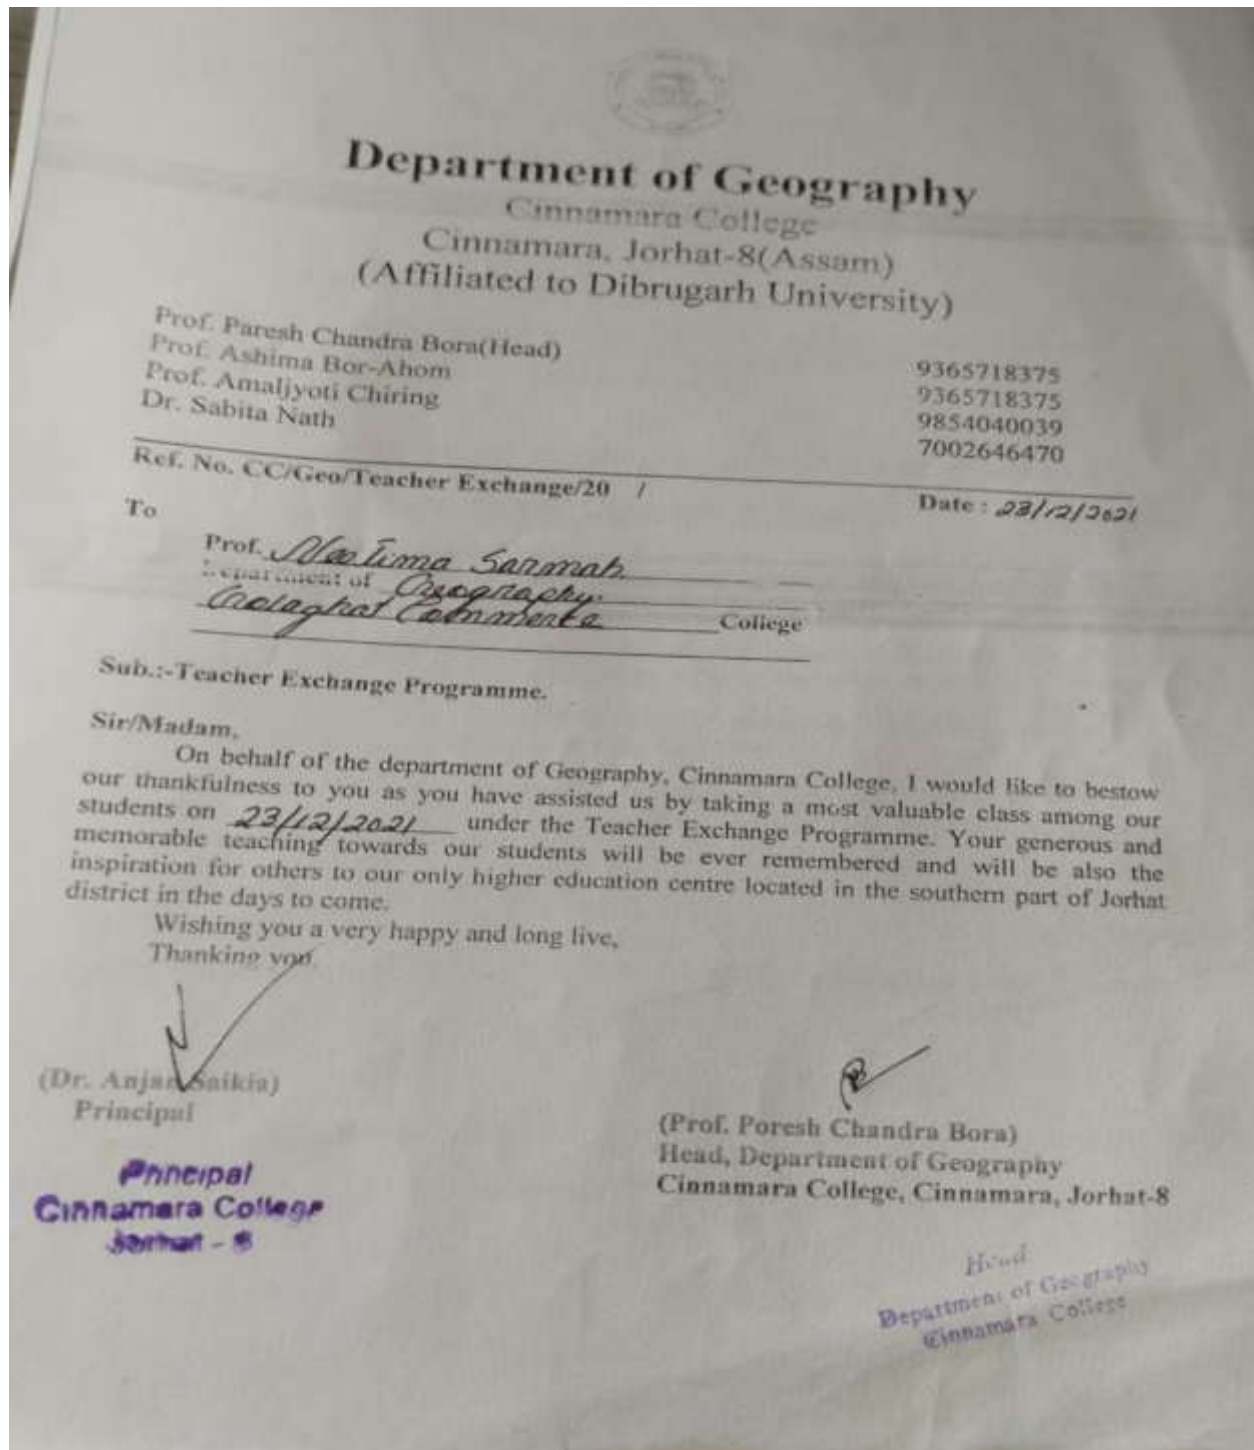 Department of Geography
Cinnamara College
Cinnamara, Jorhat-8(Assam)
(Affiliated to Dibrugarh University)
Prof. Paresh Chandra Bora(Head) 9365718375
Prof. Ashima Bor-Ahom 9365718375
Prof. Amaljyoti Chiring 9854040039
Dr. Sabita Nath 7002646470
Ref. No. CC/Geo/Teacher Exchange/20 / Date : 23/12/2021
To
Prof. Sarmah
Department of Geography.
Golaghat Commerce College
Sub.:-Teacher Exchange Programme.
Sir/Madam,
On behalf of the department of Geography, Cinnamara College, I would like to bestow
our thankfulness to you as you have assisted us by taking a most valuable class among our
students on 23/12/2021 under the Teacher Exchange Programme. Your generous and
memorable teaching towards our students will be ever remembered and will be also the
inspiration for others to our only higher education centre located in the southern part of Jorhat
district in the days to come.
Wishing you a very happy and long live,
Thanking you.
(Dr. Anjan Saikia)
Principal
Principal
Cinnamara College
Jorhat - 8
(Prof. Poresh Chandra Bora)
Head, Department of Geography
Cinnamara College, Cinnamara, Jorhat-8
Head
Department of Geography
Cinnamara College